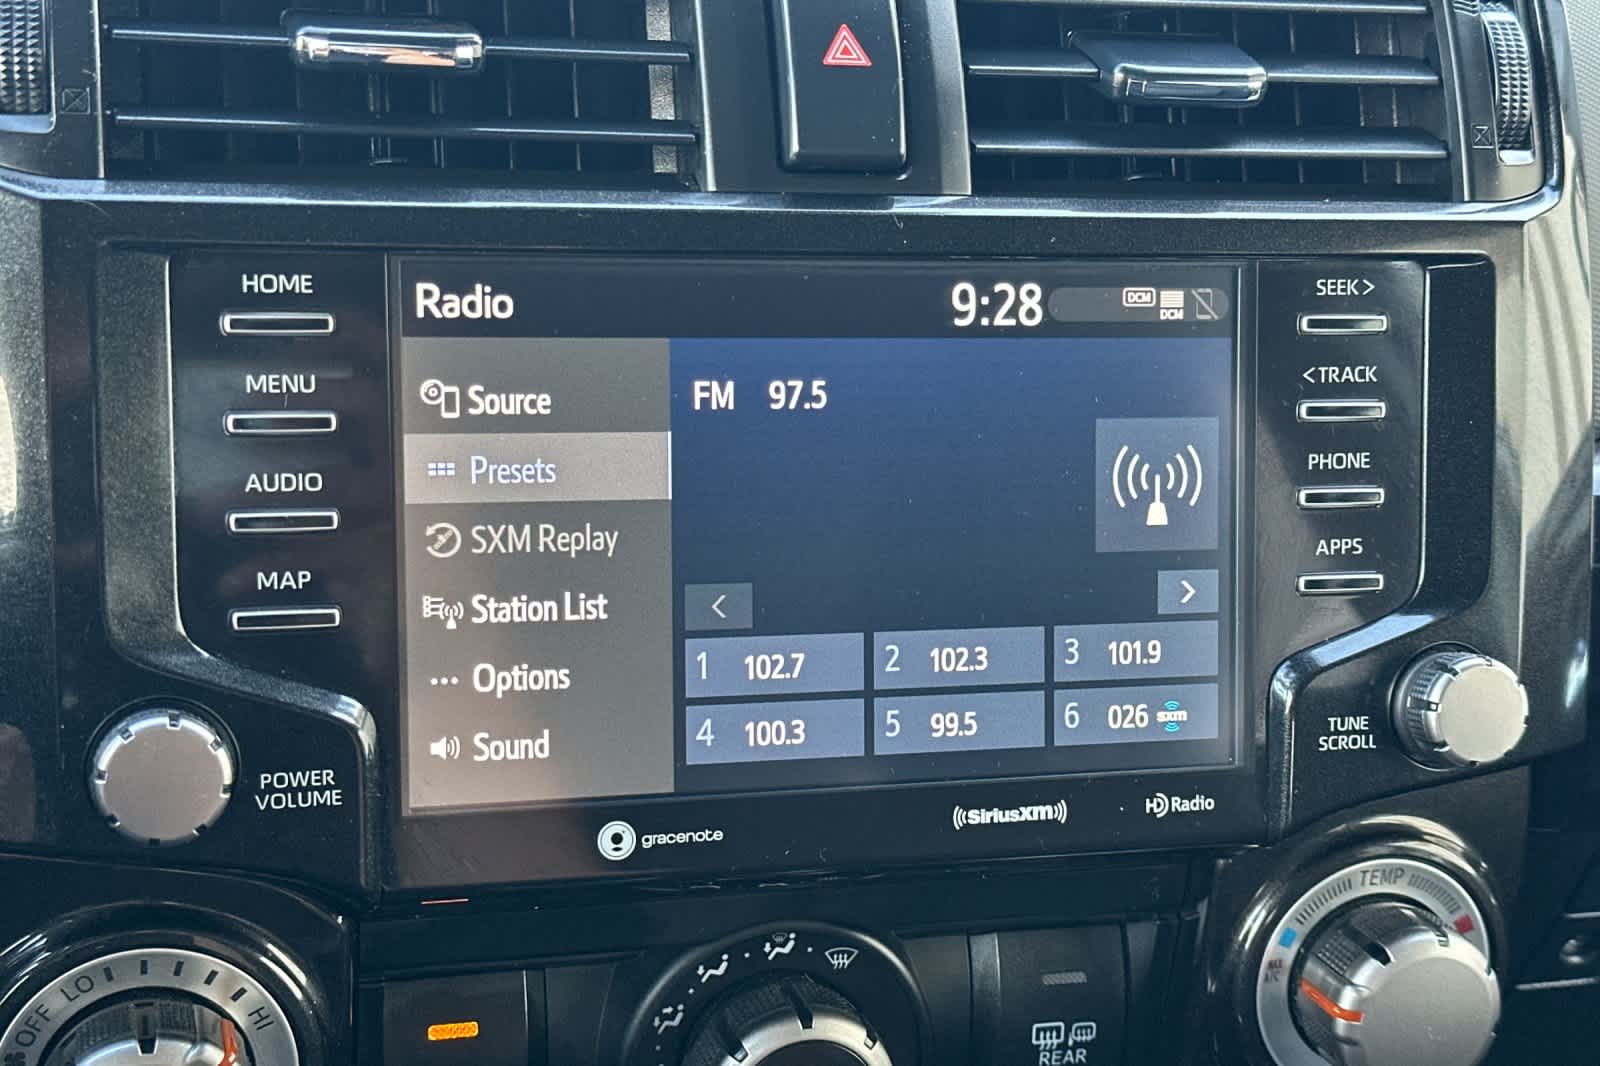 HOME
MENU
AUDIO
MAP
POWER
VOLUME
Radio
9:28
DCM
DCM
Source
Presets
SXM Replay
Station List
Options
Sound
FM 97.5
<
>
1 102.7
2 102.3
3 101.9
4 100.3
5 99.5
6 026 sxm
gracenote
((SiriusXM))
HD Radio
SEEK >
< TRACK
PHONE
APPS
TUNE
SCROLL
OFF LO HI
TEMP
REAR